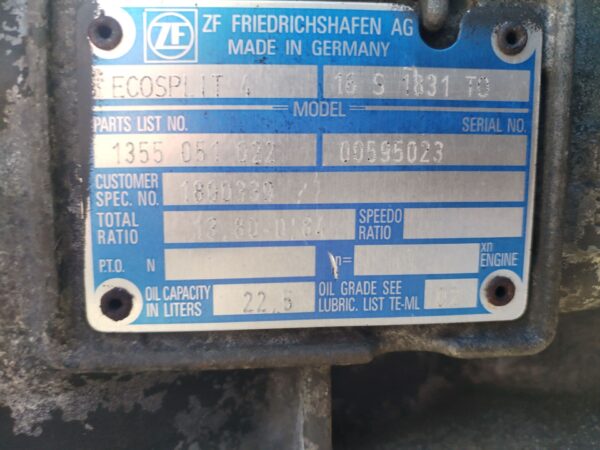 ZF
ZF FRIEDRICHSHAFEN AG
MADE IN GERMANY
ECOSPLIT 4 16 S 1831 TO
MODEL
PARTS LIST NO. SERIAL NO.
1355 051 022 00595023
CUSTOMER
SPEC. NO.
TOTAL
RATIO
SPEEDO
RATIO
P.T.O. N n= xn
ENGINE
OIL CAPACITY
IN LITERS 22,5
OIL GRADE SEE
LUBRIC. LIST TE-ML